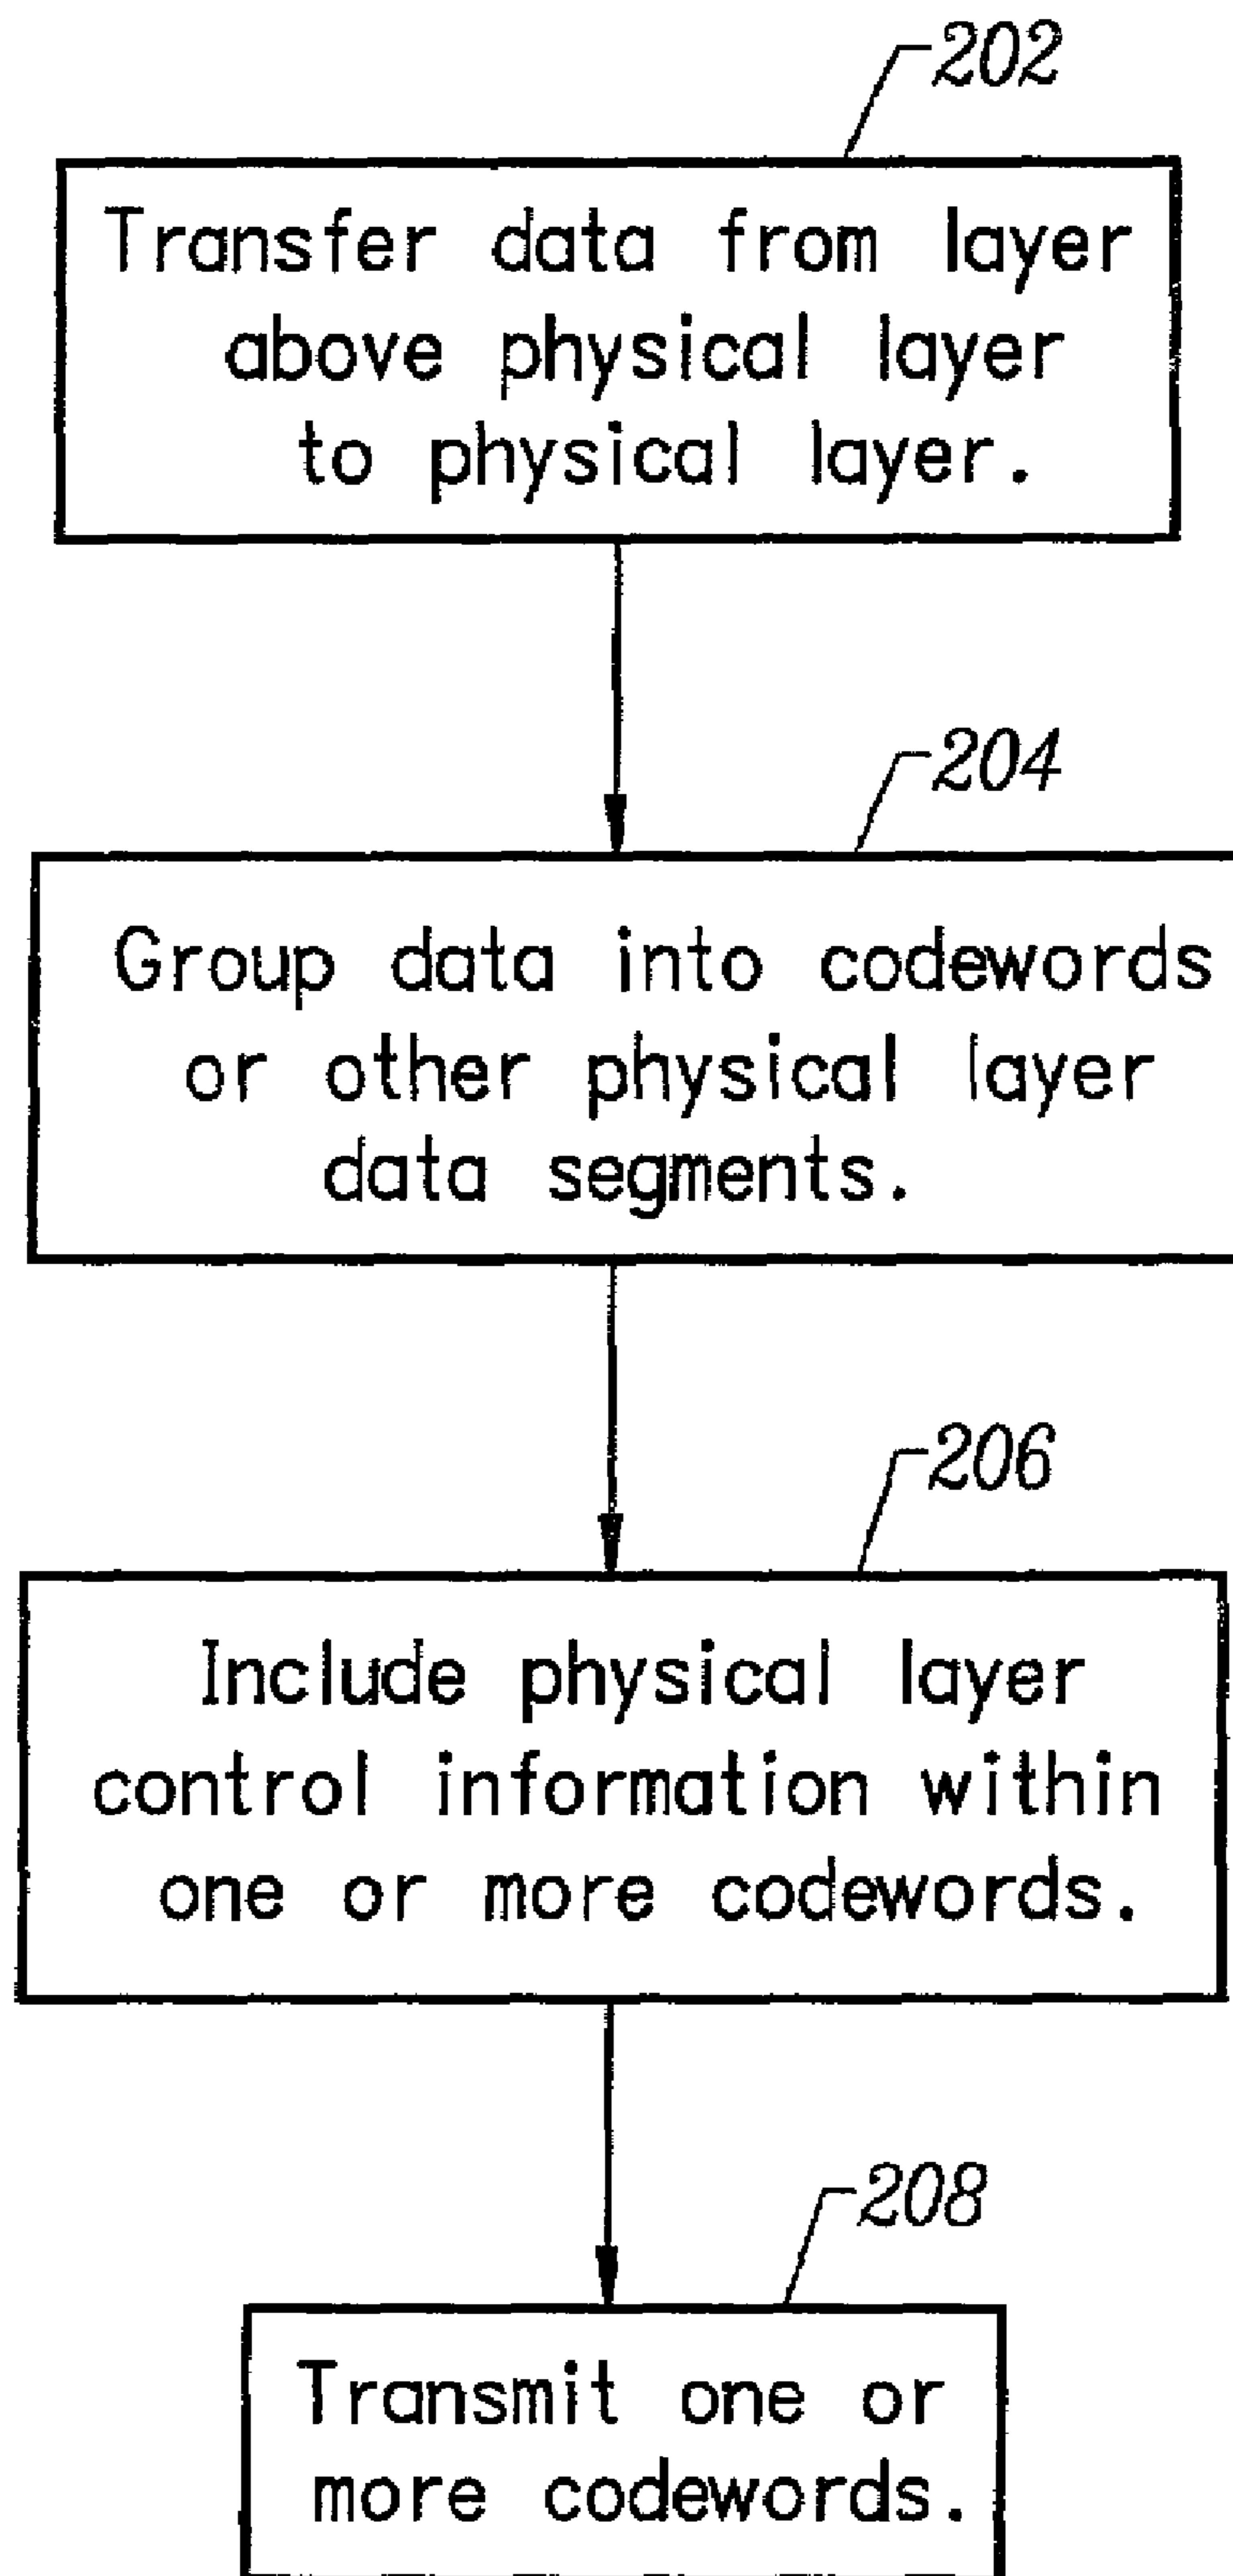 202
Transfer data from layer
above physical layer
to physical layer.
204
Group data into codewords
or other physical layer
data segments.
206
Include physical layer
control information within
one or more codewords.
208
Transmit one or
more codewords.